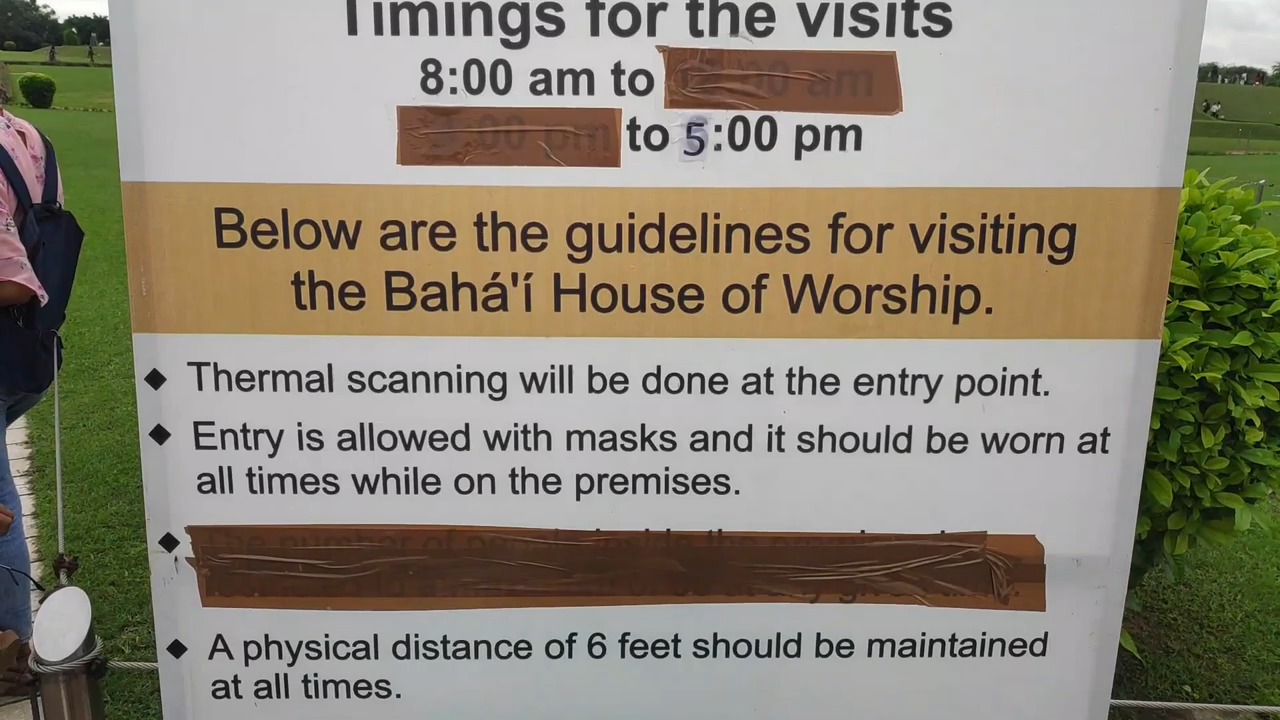 Timings for the visits
8:00 am to
to 5:00 pm
Below are the guidelines for visiting
the Bahá'í House of Worship.
◆ Thermal scanning will be done at the entry point.
◆ Entry is allowed with masks and it should be worn at
all times while on the premises.
◆ The number of
◆ A physical distance of 6 feet should be maintained
at all times.